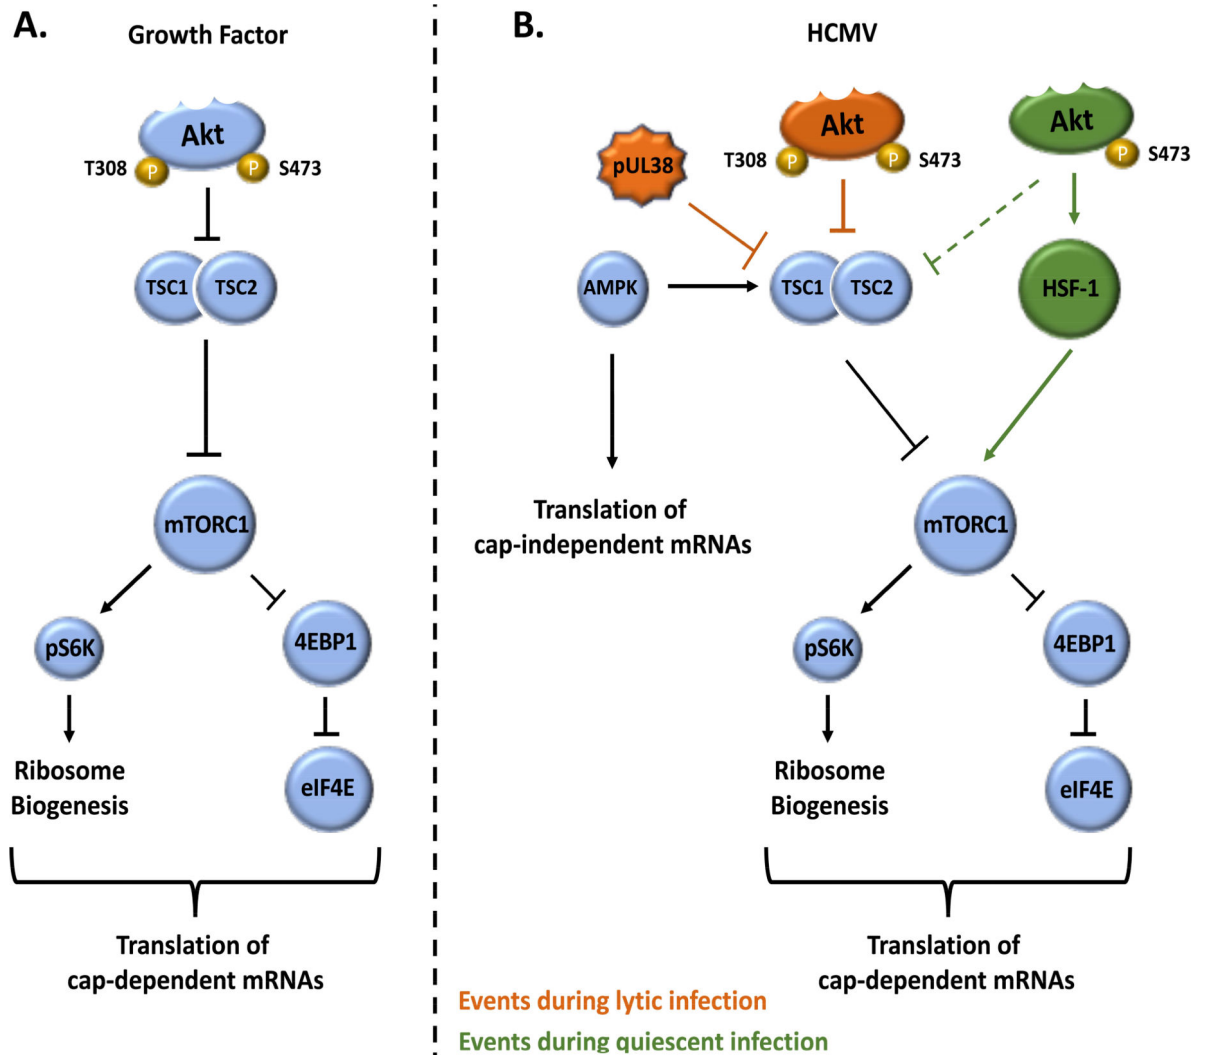 A.
Growth Factor
Akt
T308 P P S473
TSC1 TSC2
mTORC1
pS6K
4EBP1
Ribosome
Biogenesis
eIF4E
Translation of
cap-dependent mRNAs
B.
HCMV
pUL38
Akt
T308 P P S473
Akt
P S473
AMPK
TSC1 TSC2
HSF-1
Translation of
cap-independent mRNAs
mTORC1
pS6K
4EBP1
Ribosome
Biogenesis
eIF4E
Translation of
cap-dependent mRNAs
Events during lytic infection
Events during quiescent infection